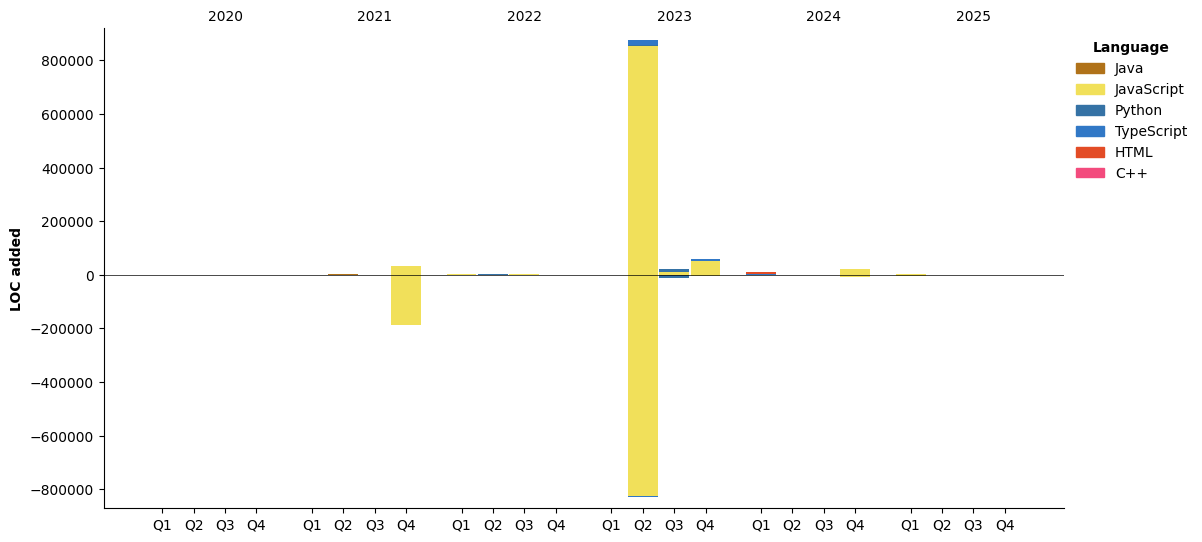 2020 2021 2022 2023 2024 2025
LOC added
800000
600000
400000
200000
0
−200000
−400000
−600000
−800000
Q1 Q2 Q3 Q4 Q1 Q2 Q3 Q4 Q1 Q2 Q3 Q4 Q1 Q2 Q3 Q4 Q1 Q2 Q3 Q4 Q1 Q2 Q3 Q4
Language
Java
JavaScript
Python
TypeScript
HTML
C++